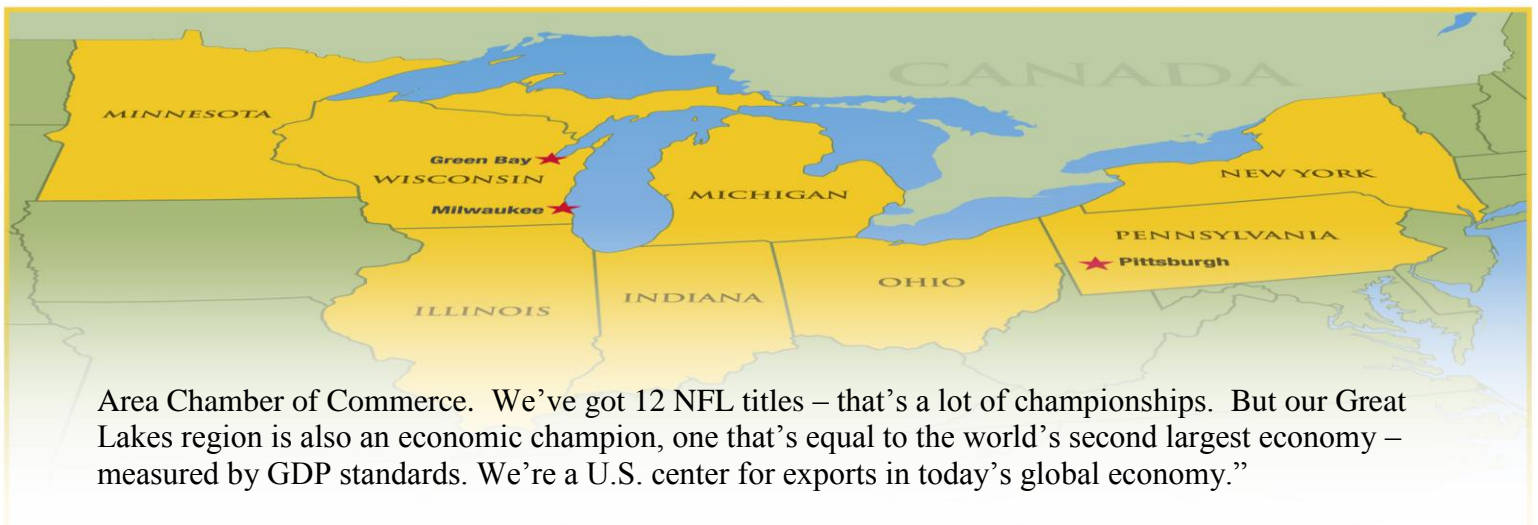 CANADA
MINNESOTA
Green Bay
WISCONSIN
NEW YORK
MICHIGAN
Milwaukee
PENNSYLVANIA
Pittsburgh
OHIO
INDIANA
ILLINOIS
Area Chamber of Commerce.  We’ve got 12 NFL titles – that’s a lot of championships.  But our Great
Lakes region is also an economic champion, one that’s equal to the world’s second largest economy –
measured by GDP standards. We’re a U.S. center for exports in today’s global economy.”